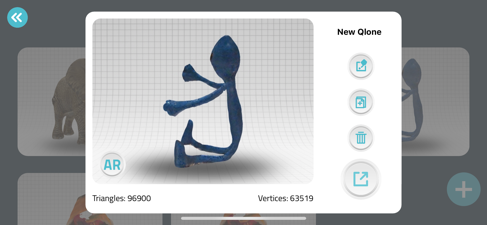 New Qlone
AR
Triangles: 96900
Vertices: 63519